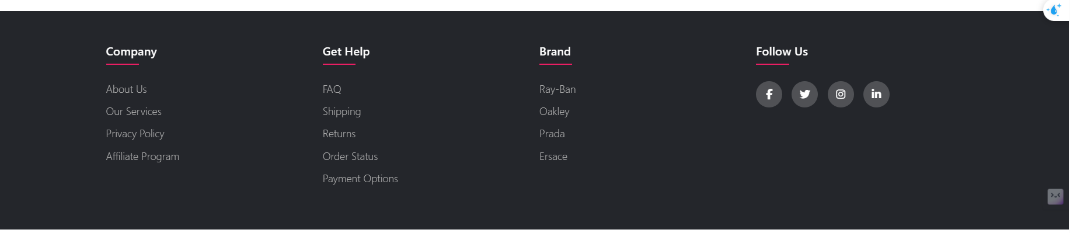 Company
About Us
Our Services
Privacy Policy
Affiliate Program
Get Help
FAQ
Shipping
Returns
Order Status
Payment Options
Brand
Ray-Ban
Oakley
Prada
Ersace
Follow Us